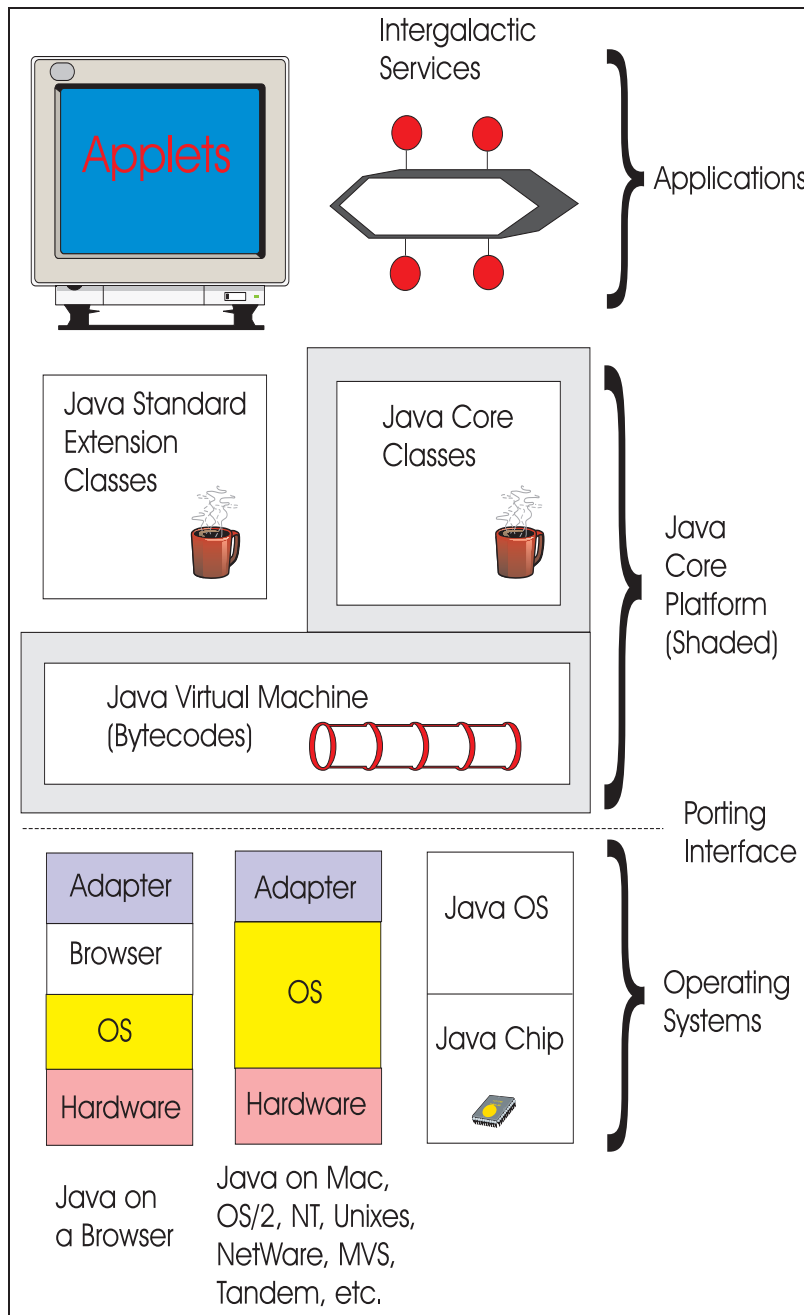 Intergalactic
Services
Applets
Applications
Java Standard
Extension
Classes
Java Core
Classes
Java
Core
Platform
(Shaded)
Java Virtual Machine
(Bytecodes)
Porting
Interface
Adapter
Browser
OS
Hardware
Adapter
OS
Hardware
Java OS
Java Chip
Operating
Systems
Java on
a Browser
Java on Mac,
OS/2, NT, Unixes,
NetWare, MVS,
Tandem, etc.